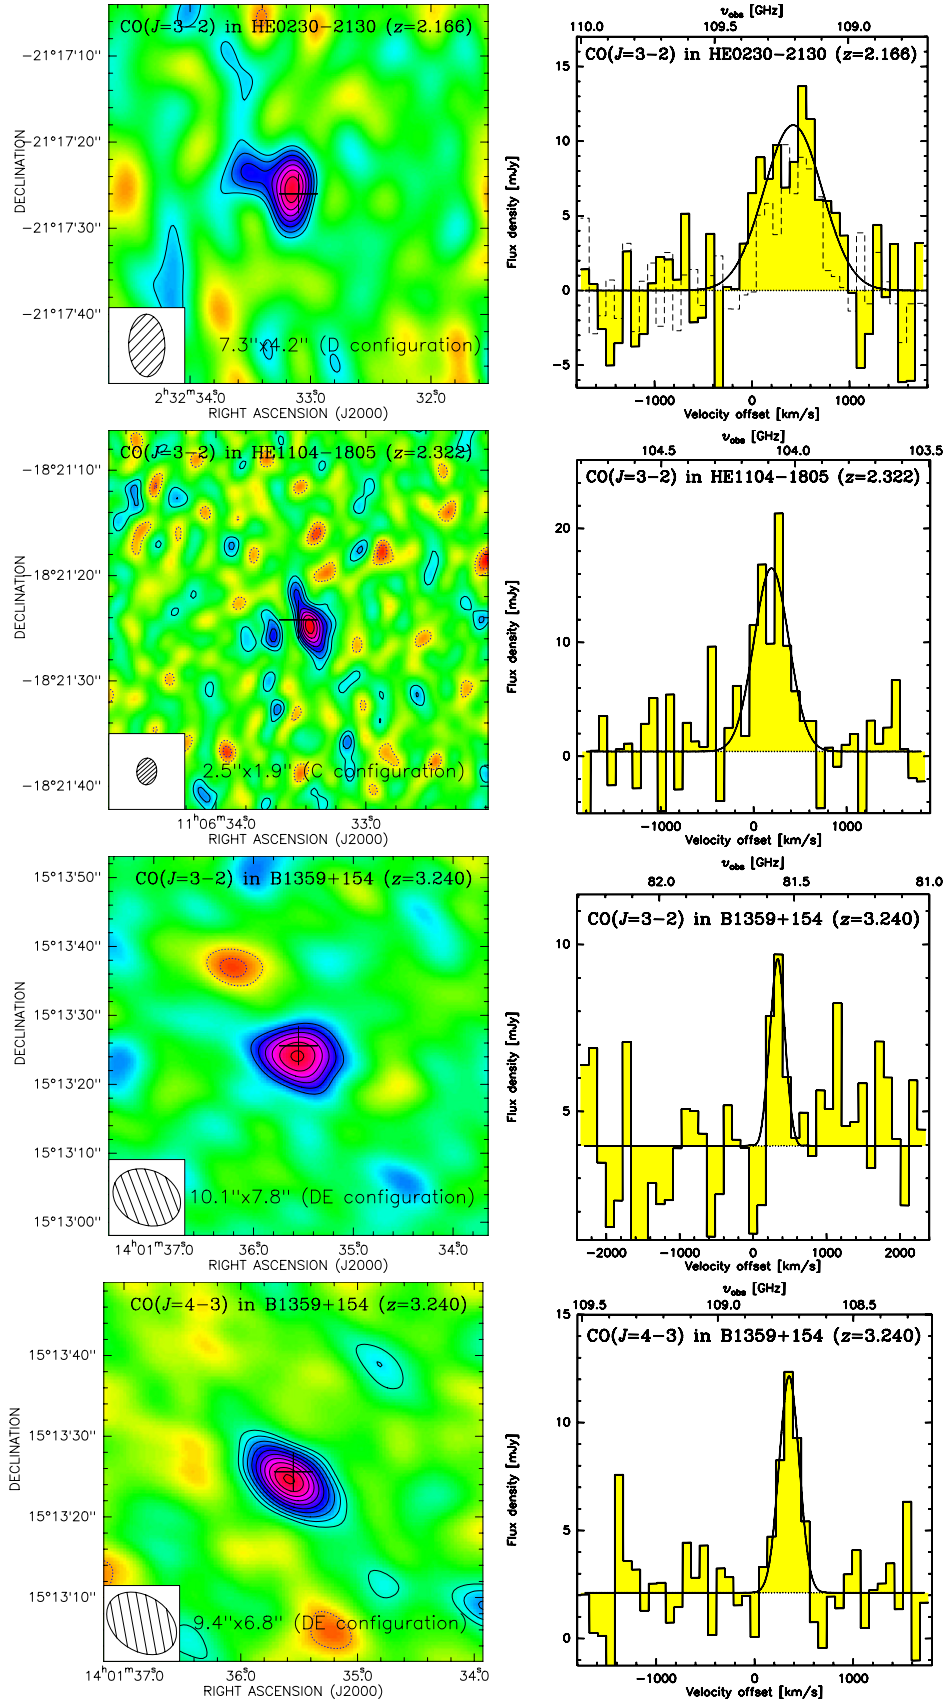 CO(J=3−2) in HE0230−2130 (z=2.166)
−21°17'10''
−21°17'20''
−21°17'30''
−21°17'40''
DECLINATION
7.3''x4.2'' (D configuration)
2ʰ32ᵐ34ˢ.0 33ˢ.0 32ˢ.0
RIGHT ASCENSION (J2000)
νobs [GHz]
110.0 109.5 109.0
CO(J=3−2) in HE0230−2130 (z=2.166)
15
10
5
0
−5
Flux density [mJy]
−1000 0 1000
Velocity offset [km/s]
CO(J=3−2) in HE1104−1805 (z=2.322)
−18°21'10''
−18°21'20''
−18°21'30''
−18°21'40''
DECLINATION
2.5''x1.9'' (C configuration)
11ʰ06ᵐ34ˢ.0 33ˢ.0
RIGHT ASCENSION (J2000)
νobs [GHz]
104.5 104.0 103.5
CO(J=3−2) in HE1104−1805 (z=2.322)
20
10
0
Flux density [mJy]
−1000 0 1000
Velocity offset [km/s]
CO(J=3−2) in B1359+154 (z=3.240)
15°13'50''
15°13'40''
15°13'30''
15°13'20''
15°13'10''
15°13'00''
DECLINATION
10.1''x7.8'' (DE configuration)
14ʰ01ᵐ37ˢ.0 36ˢ.0 35ˢ.0 34ˢ.0
RIGHT ASCENSION (J2000)
νobs [GHz]
82.0 81.5 81.0
CO(J=3−2) in B1359+154 (z=3.240)
10
5
Flux density [mJy]
−2000 −1000 0 1000 2000
Velocity offset [km/s]
CO(J=4−3) in B1359+154 (z=3.240)
15°13'40''
15°13'30''
15°13'20''
15°13'10''
DECLINATION
9.4''x6.8'' (DE configuration)
14ʰ01ᵐ37ˢ.0 36ˢ.0 35ˢ.0 34ˢ.0
RIGHT ASCENSION (J2000)
νobs [GHz]
109.5 109.0 108.5
CO(J=4−3) in B1359+154 (z=3.240)
15
10
5
0
Flux density [mJy]
−1000 0 1000
Velocity offset [km/s]